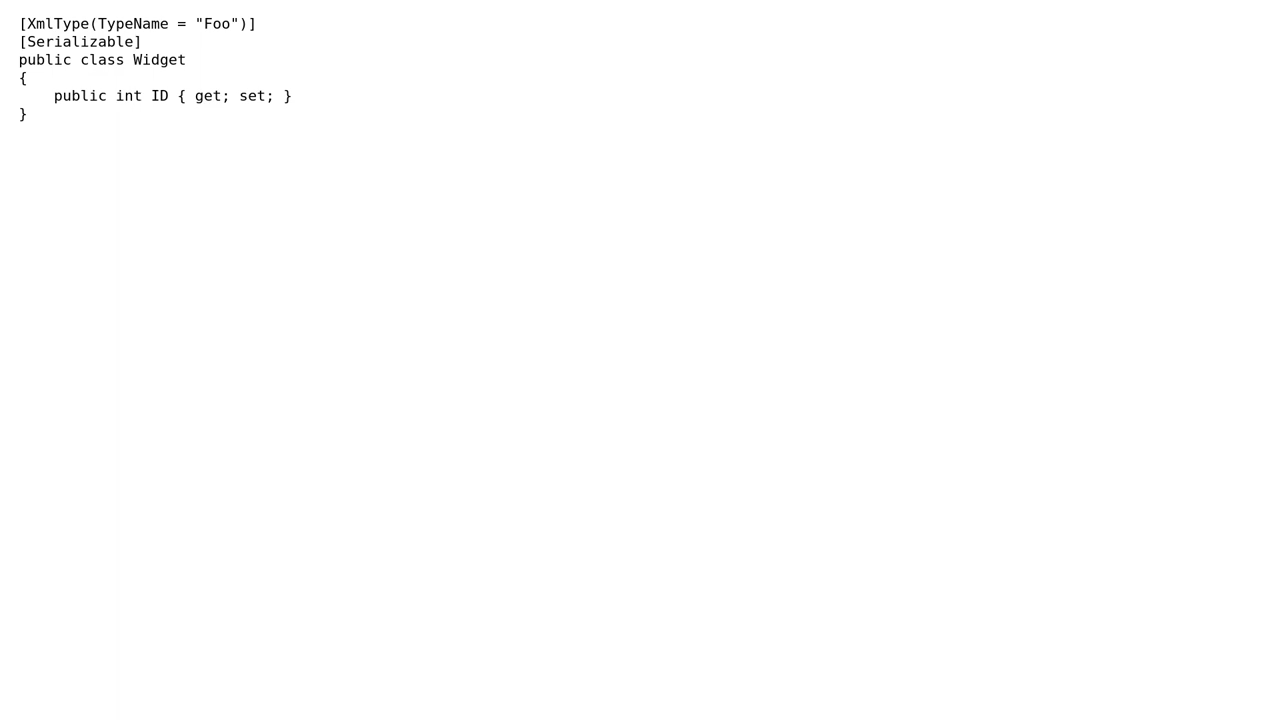 [XmlType(TypeName = "Foo")]
[Serializable]
public class Widget
{
    public int ID { get; set; }
}